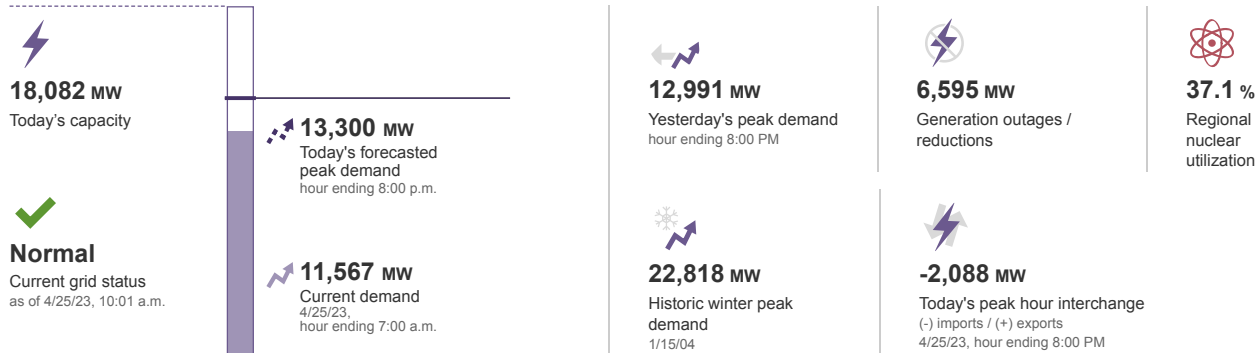 18,082 MW
Today's capacity
Normal
Current grid status
as of 4/25/23, 10:01 a.m.
13,300 MW
Today's forecasted
peak demand
hour ending 8:00 p.m.
11,567 MW
Current demand
4/25/23,
hour ending 7:00 a.m.
12,991 MW
Yesterday's peak demand
hour ending 8:00 PM
6,595 MW
Generation outages /
reductions
37.1 %
Regional
nuclear
utilization
22,818 MW
Historic winter peak
demand
1/15/04
-2,088 MW
Today's peak hour interchange
(-) imports / (+) exports
4/25/23, hour ending 8:00 PM